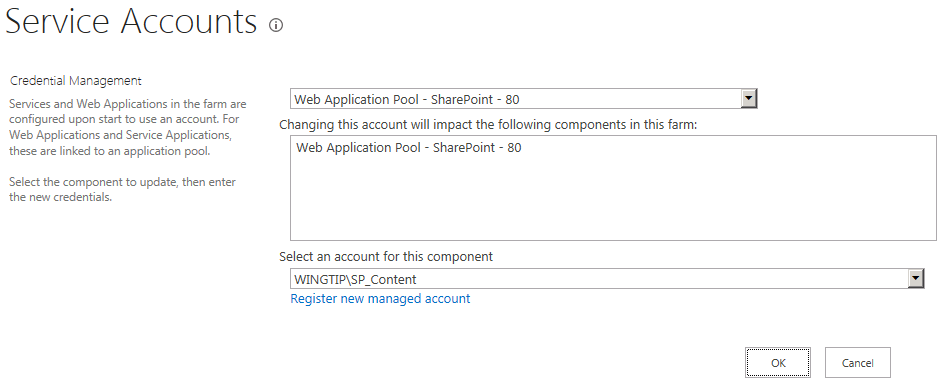 Service Accounts
Credential Management
Services and Web Applications in the farm are
configured upon start to use an account. For
Web Applications and Service Applications,
these are linked to an application pool.
Select the component to update, then enter
the new credentials.
Web Application Pool - SharePoint - 80
Changing this account will impact the following components in this farm:
Web Application Pool - SharePoint - 80
Select an account for this component
WINGTIP\SP_Content
Register new managed account
OK
Cancel